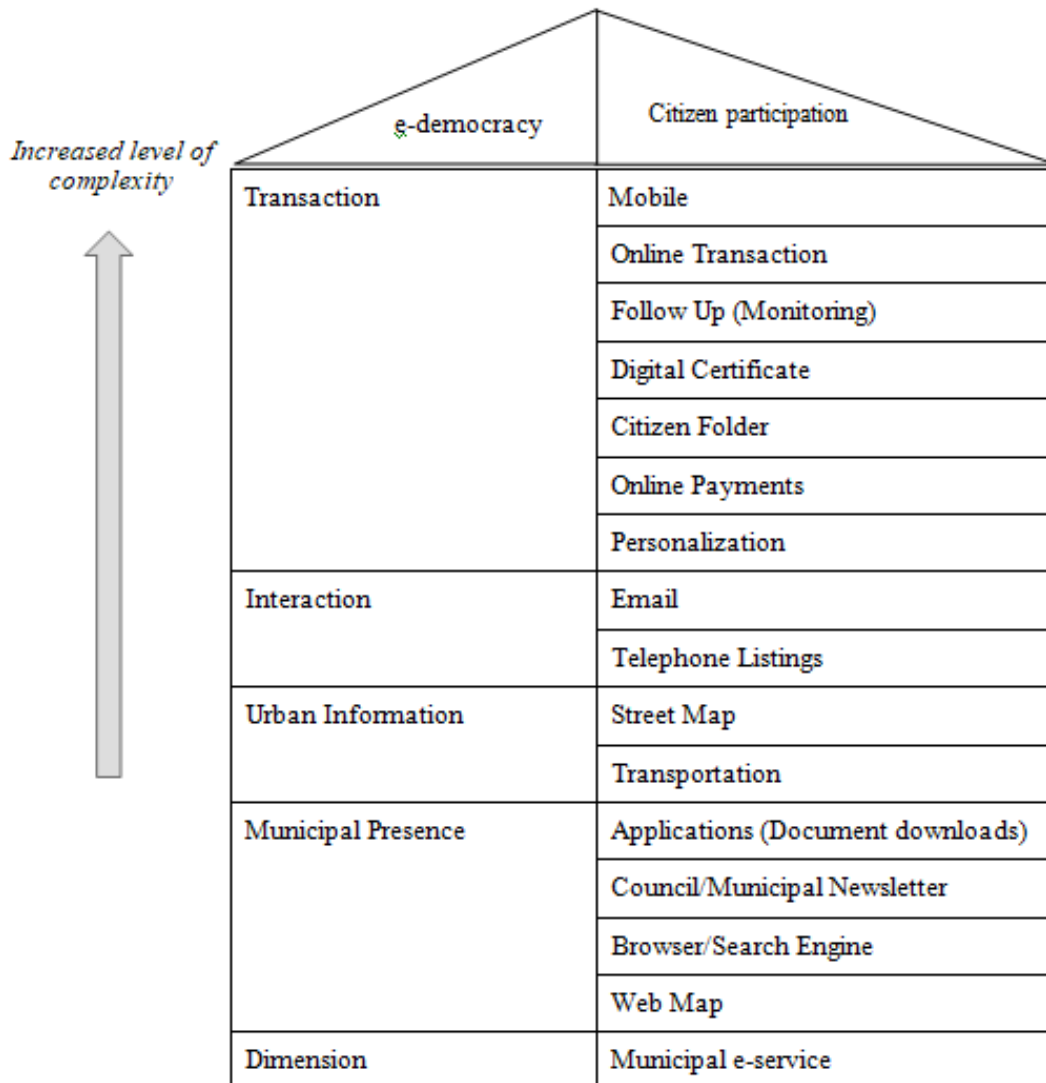 e-democracy
Citizen participation
Increased level of
complexity
Transaction
Mobile
Online Transaction
Follow Up (Monitoring)
Digital Certificate
Citizen Folder
Online Payments
Personalization
Interaction
Email
Telephone Listings
Urban Information
Street Map
Transportation
Municipal Presence
Applications (Document downloads)
Council/Municipal Newsletter
Browser/Search Engine
Web Map
Dimension
Municipal e-service